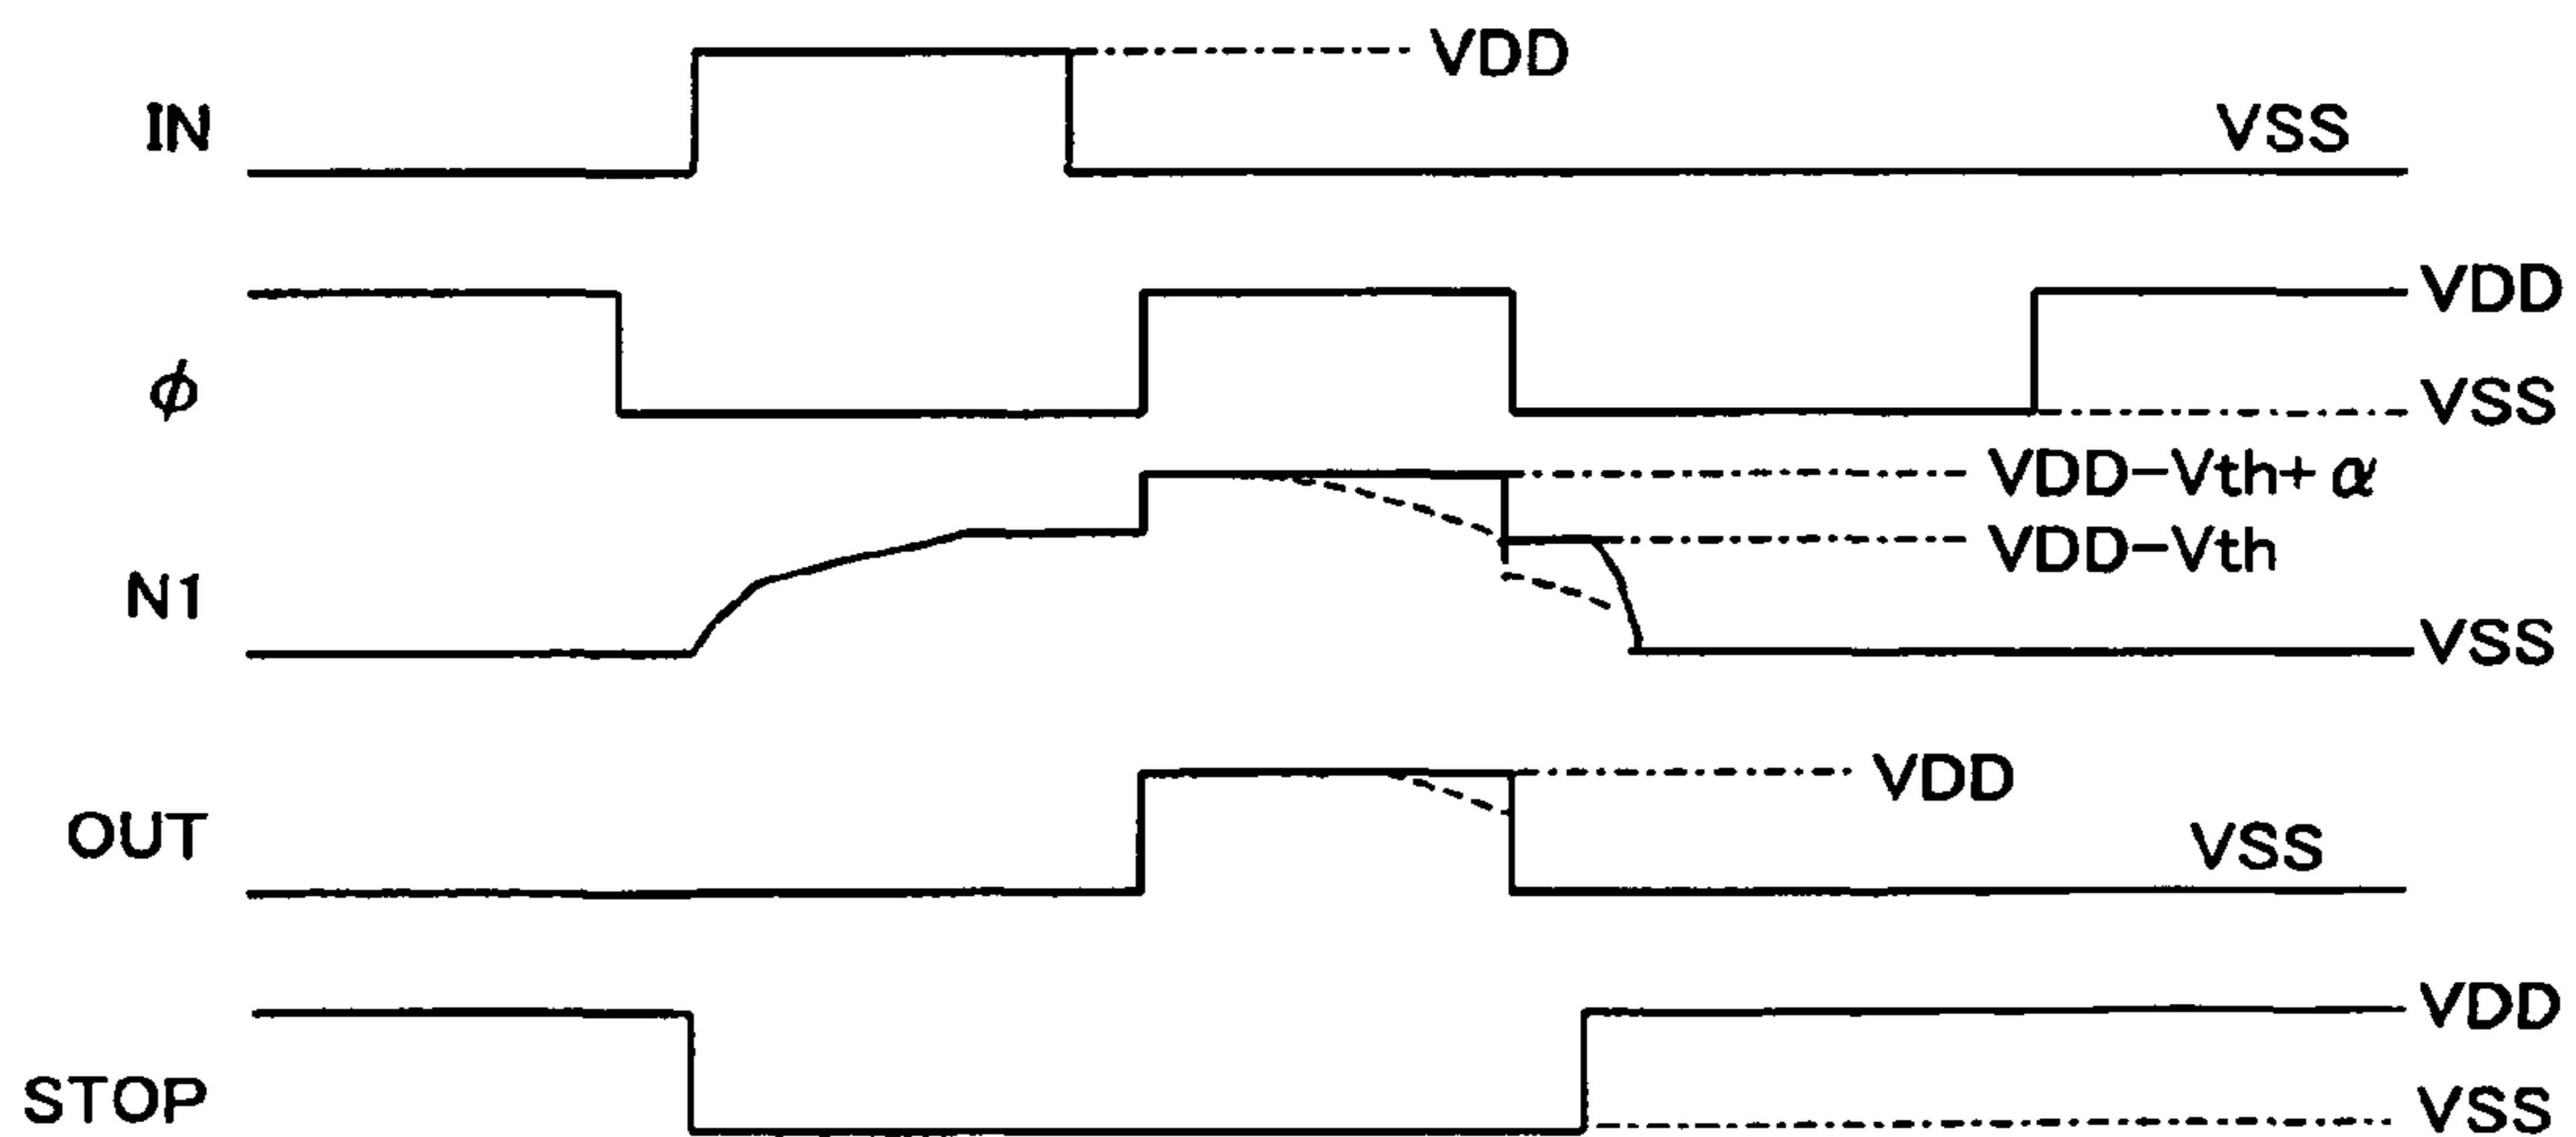 IN
VDD
VSS
ϕ
VDD
VSS
N1
VDD−Vth+α
VDD−Vth
VSS
OUT
VDD
VSS
STOP
VDD
VSS